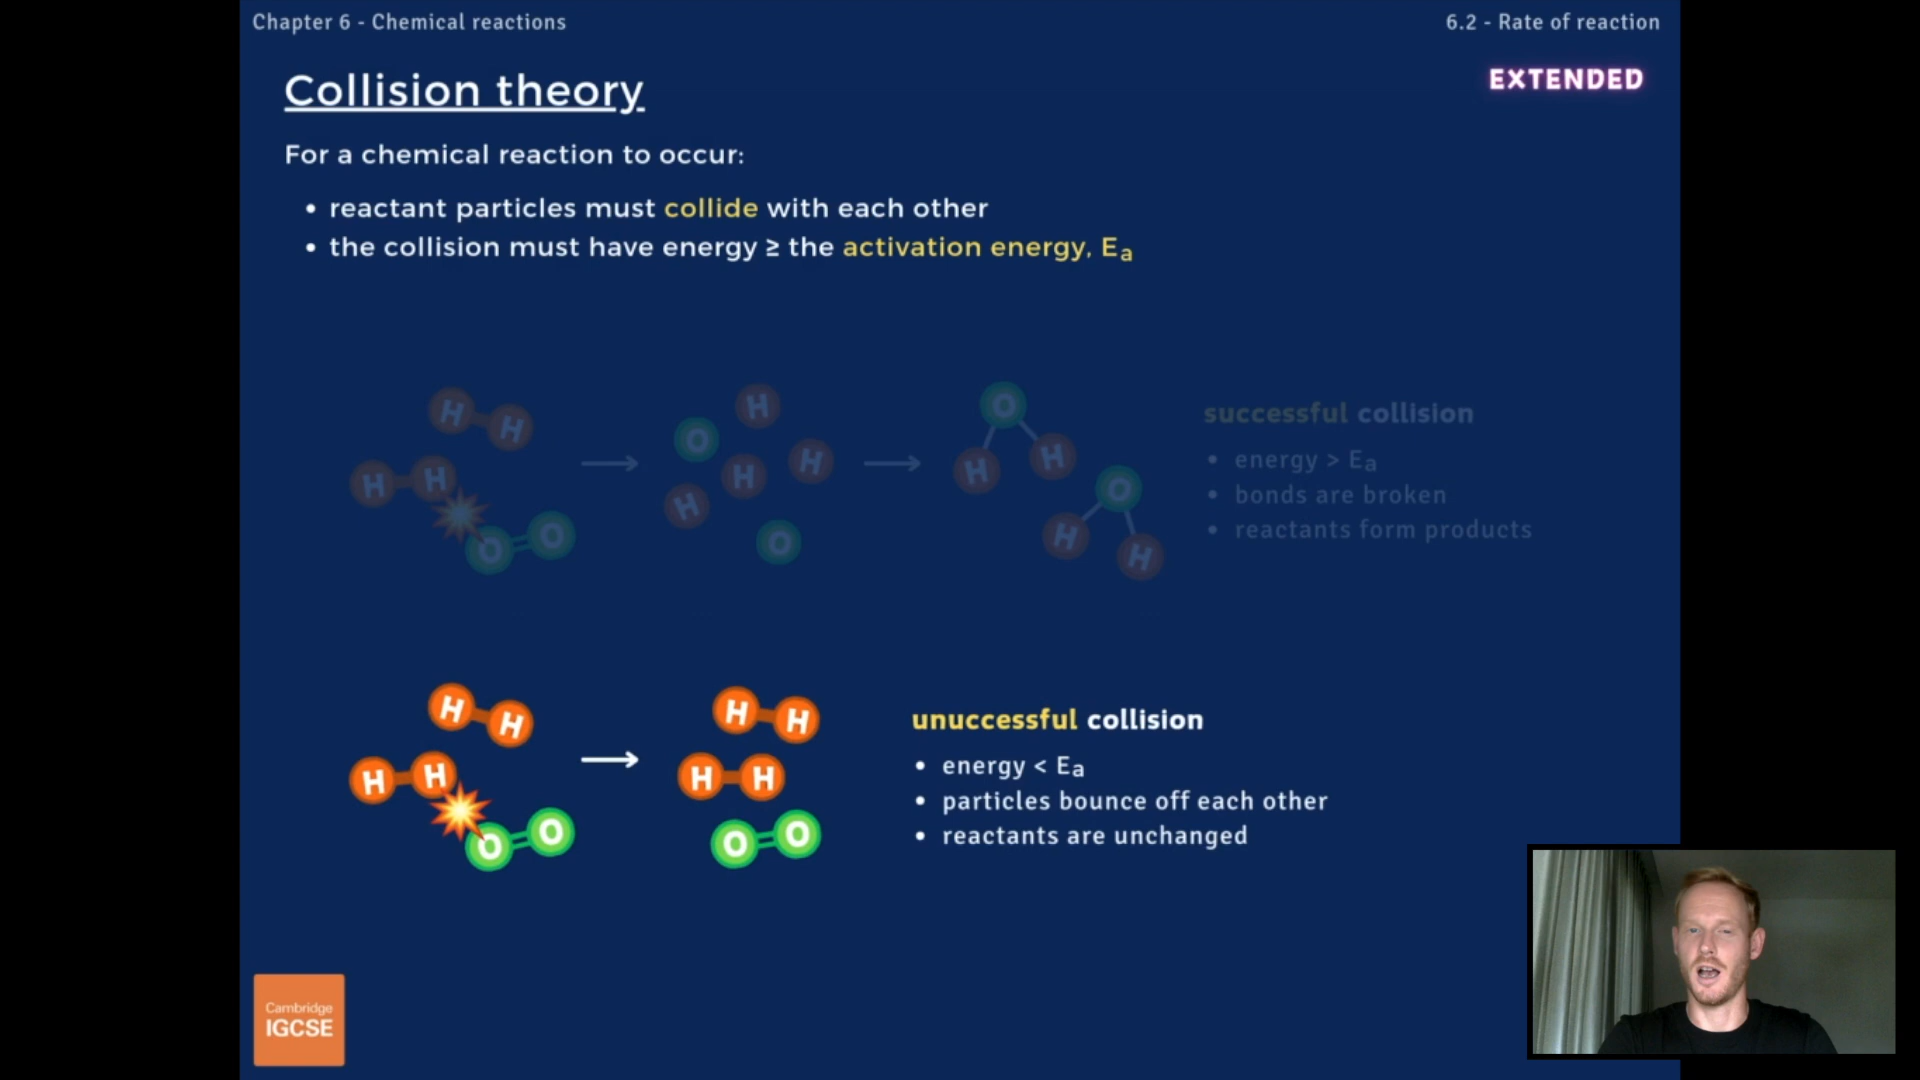 Chapter 6 - Chemical reactions
6.2 - Rate of reaction
EXTENDED
Collision theory
For a chemical reaction to occur:
• reactant particles must collide with each other
• the collision must have energy ≥ the activation energy, Ea
H H
H H
O O
H
O
H
H
H
O
O
H H
O
H H
successful collision
• energy > Ea
• bonds are broken
• reactants form products
H H
H H
O O
H H
H H
O O
unuccessful collision
• energy < Ea
• particles bounce off each other
• reactants are unchanged
Cambridge
IGCSE